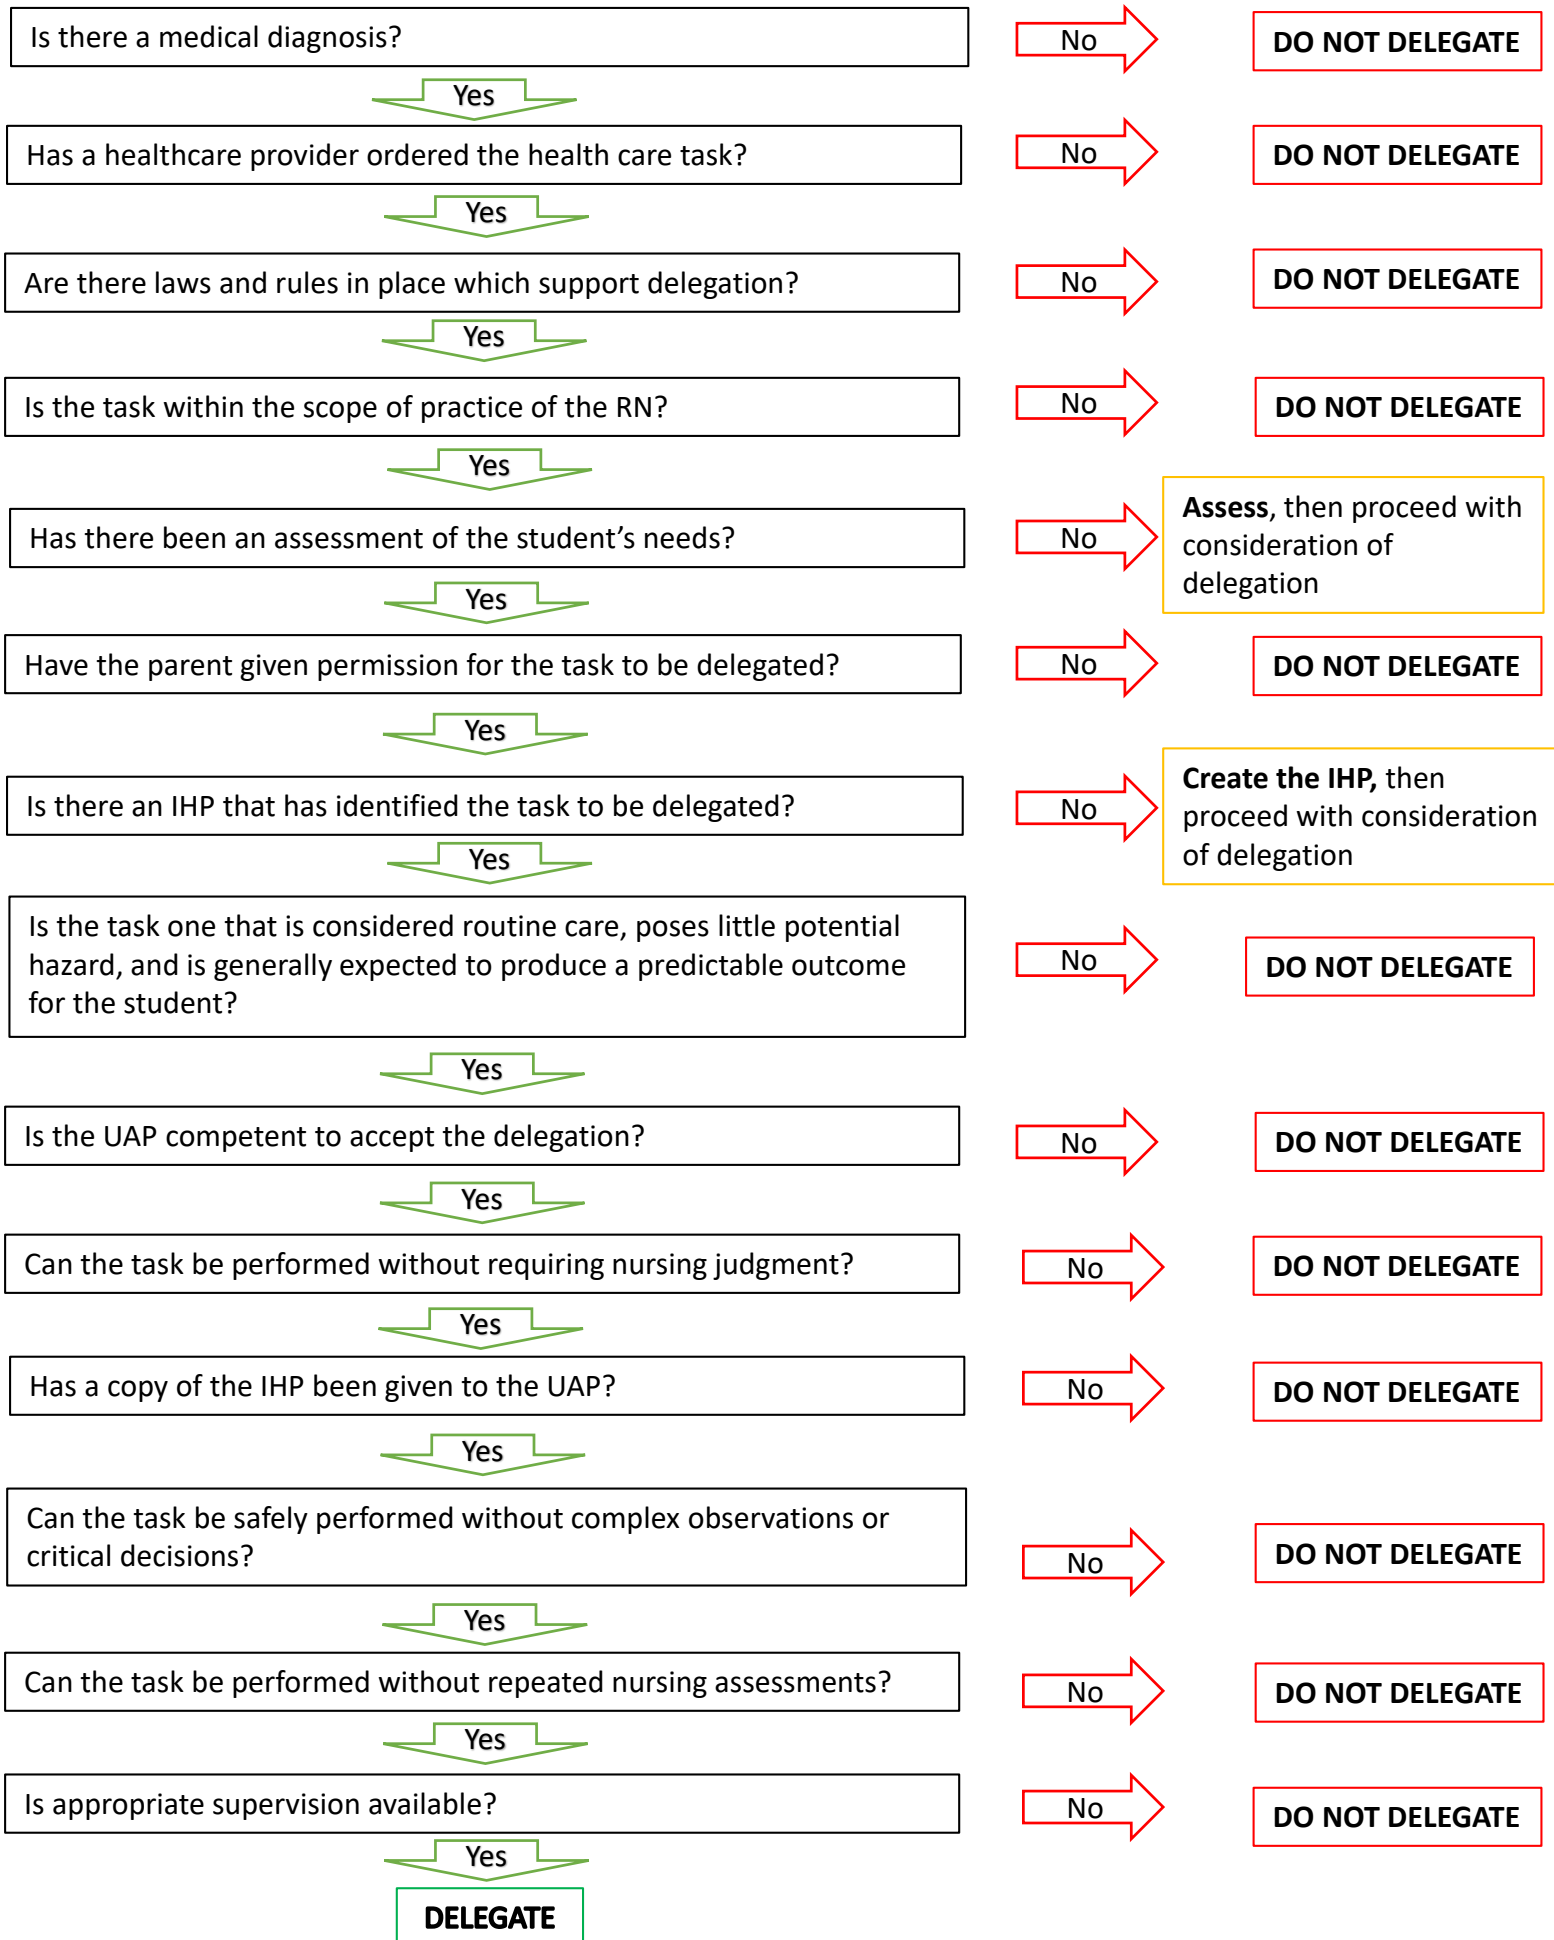 Is there a medical diagnosis?
No
DO NOT DELEGATE
Yes
Has a healthcare provider ordered the health care task?
No
DO NOT DELEGATE
Yes
Are there laws and rules in place which support delegation?
No
DO NOT DELEGATE
Yes
Is the task within the scope of practice of the RN?
No
DO NOT DELEGATE
Yes
Has there been an assessment of the student’s needs?
No
Assess, then proceed with
consideration of
delegation
Yes
Have the parent given permission for the task to be delegated?
No
DO NOT DELEGATE
Yes
Is there an IHP that has identified the task to be delegated?
No
Create the IHP, then
proceed with consideration
of delegation
Yes
Is the task one that is considered routine care, poses little potential
hazard, and is generally expected to produce a predictable outcome
for the student?
No
DO NOT DELEGATE
Yes
Is the UAP competent to accept the delegation?
No
DO NOT DELEGATE
Yes
Can the task be performed without requiring nursing judgment?
No
DO NOT DELEGATE
Yes
Has a copy of the IHP been given to the UAP?
No
DO NOT DELEGATE
Yes
Can the task be safely performed without complex observations or
critical decisions?
No
DO NOT DELEGATE
Yes
Can the task be performed without repeated nursing assessments?
No
DO NOT DELEGATE
Yes
Is appropriate supervision available?
No
DO NOT DELEGATE
Yes
DELEGATE